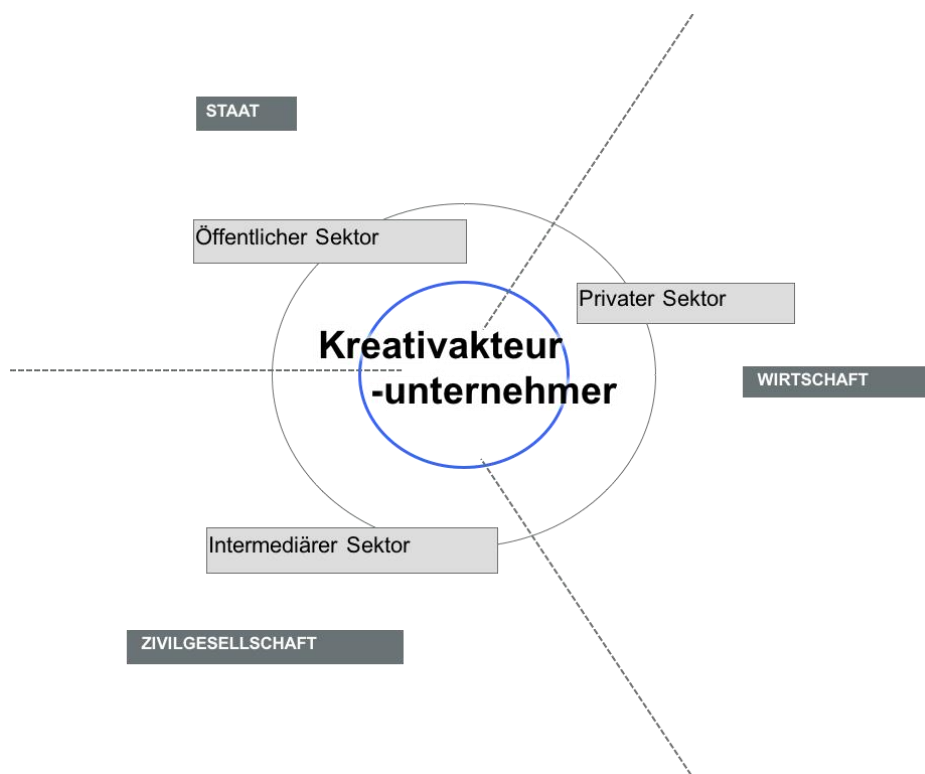 STAAT
Öffentlicher Sektor
Privater Sektor
Kreativakteur
-unternehmer
WIRTSCHAFT
Intermediärer Sektor
ZIVILGESELLSCHAFT